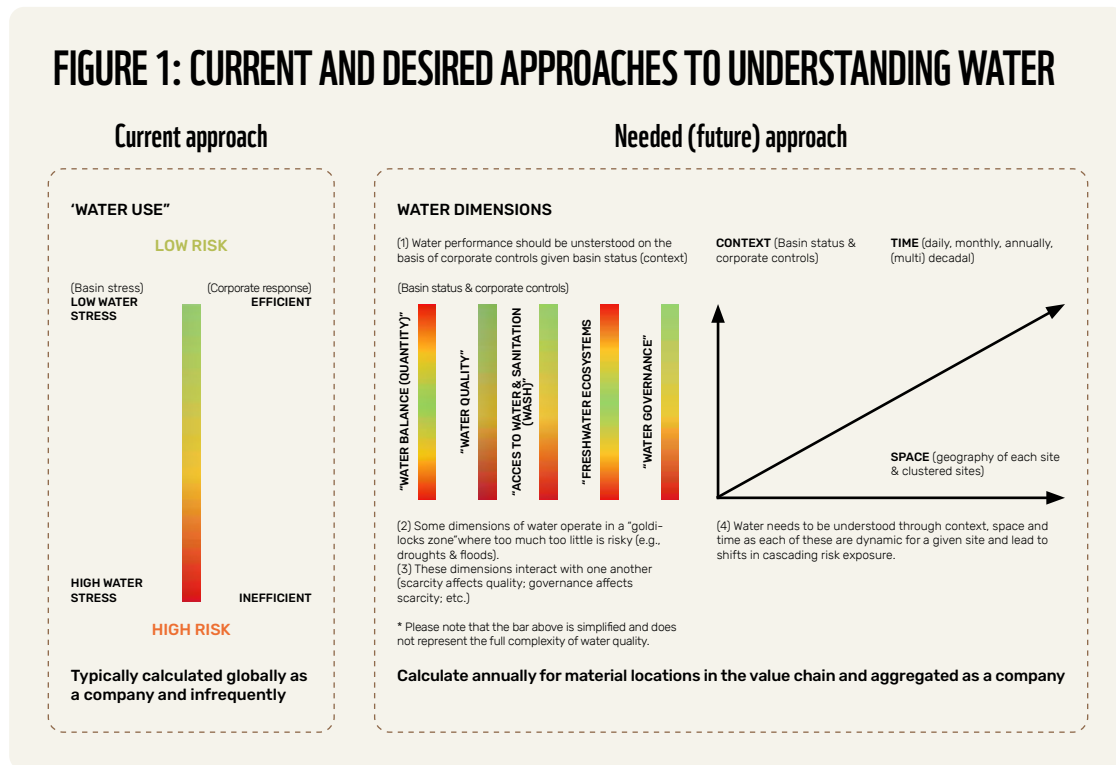 FIGURE 1: CURRENT AND DESIRED APPROACHES TO UNDERSTANDING WATER
Current approach
‘WATER USE”
LOW RISK
(Basin stress)
LOW WATER
STRESS
(Corporate response)
EFFICIENT
HIGH WATER
STRESS
INEFFICIENT
HIGH RISK
Typically calculated globally as
a company and infrequently
Needed (future) approach
WATER DIMENSIONS
(1) Water performance should be unsterstood on the
basis of corporate controls given basin status (context)
(Basin status & corporate controls)
“WATER BALANCE (QUANTITY)”
“WATER QUALITY”
“ACCES TO WATER & SANITATION
(WASH)”
“FRESHWATER ECOSYSTEMS
“WATER GOVERNANCE”
(2) Some dimensions of water operate in a “goldi-
locks zone”where too much too little is risky (e.g.,
droughts & floods).
(3) These dimensions interact with one another
(scarcity affects quality; governance affects
scarcity; etc.)
* Please note that the bar above is simplified and does
not represent the full complexity of water quality.
CONTEXT (Basin status &
corporate controls)
TIME (daily, monthly, annually,
(multi) decadal)
SPACE (geography of each site
& clustered sites)
(4) Water needs to be understood through context, space and
time as each of these are dynamic for a given site and lead to
shifts in cascading risk exposure.
Calculate annually for material locations in the value chain and aggregated as a company